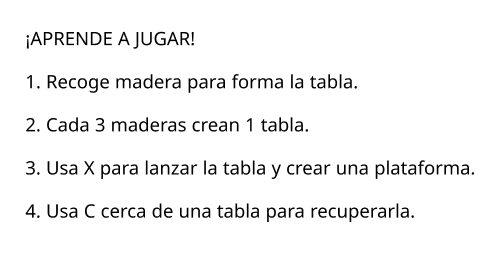 ¡APRENDE A JUGAR!
1. Recoge madera para forma la tabla.
2. Cada 3 maderas crean 1 tabla.
3. Usa X para lanzar la tabla y crear una plataforma.
4. Usa C cerca de una tabla para recuperarla.